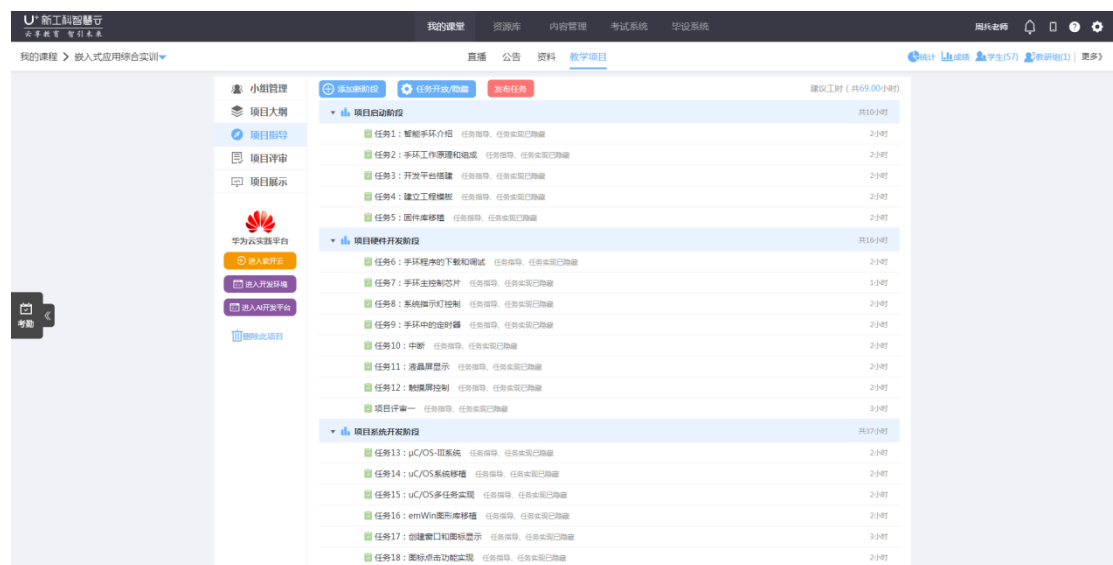 U+ 新工科智慧云
云享教育 智引未来
我的课堂 资源库 内容管理 考试系统 毕设系统
周兵老师
我的课程 > 嵌入式应用综合实训
直播 公告 资料 教学项目
统计 成绩 学生(57) 教研组(1) 更多》
小组管理
项目大纲
项目指导
项目评审
项目展示
华为云实践平台
进入软开云
进入开发环境
进入AI开发平台
删除此项目
考勤
添加新阶段 任务开放/隐藏 发布任务 建议工时 ( 共69.00小时)
项目启动阶段 共10小时
任务1：智能手环介绍 任务指导、任务实现已隐藏 2小时
任务2：手环工作原理和组成 任务指导、任务实现已隐藏 2小时
任务3：开发平台搭建 任务指导、任务实现已隐藏 2小时
任务4：建立工程模板 任务指导、任务实现已隐藏 2小时
任务5：固件库移植 任务指导、任务实现已隐藏 2小时
项目硬件开发阶段 共16小时
任务6：手环程序的下载和调试 任务指导、任务实现已隐藏 2小时
任务7：手环主控制芯片 任务指导、任务实现已隐藏 1小时
任务8：系统指示灯控制 任务指导、任务实现已隐藏 2小时
任务9：手环中的定时器 任务指导、任务实现已隐藏 2小时
任务10：中断 任务指导、任务实现已隐藏 2小时
任务11：液晶屏显示 任务指导、任务实现已隐藏 2小时
任务12：触摸屏控制 任务指导、任务实现已隐藏 2小时
项目评审一 任务指导、任务实现已隐藏 3小时
项目系统开发阶段 共37小时
任务13：μC/OS-III系统 任务指导、任务实现已隐藏 2小时
任务14：uC/OS系统移植 任务指导、任务实现已隐藏 2小时
任务15：uC/OS多任务实现 任务指导、任务实现已隐藏 2小时
任务16：emWin图形库移植 任务指导、任务实现已隐藏 2小时
任务17：创建窗口和图标显示 任务指导、任务实现已隐藏 3小时
任务18：图标点击功能实现 任务指导、任务实现已隐藏 2小时